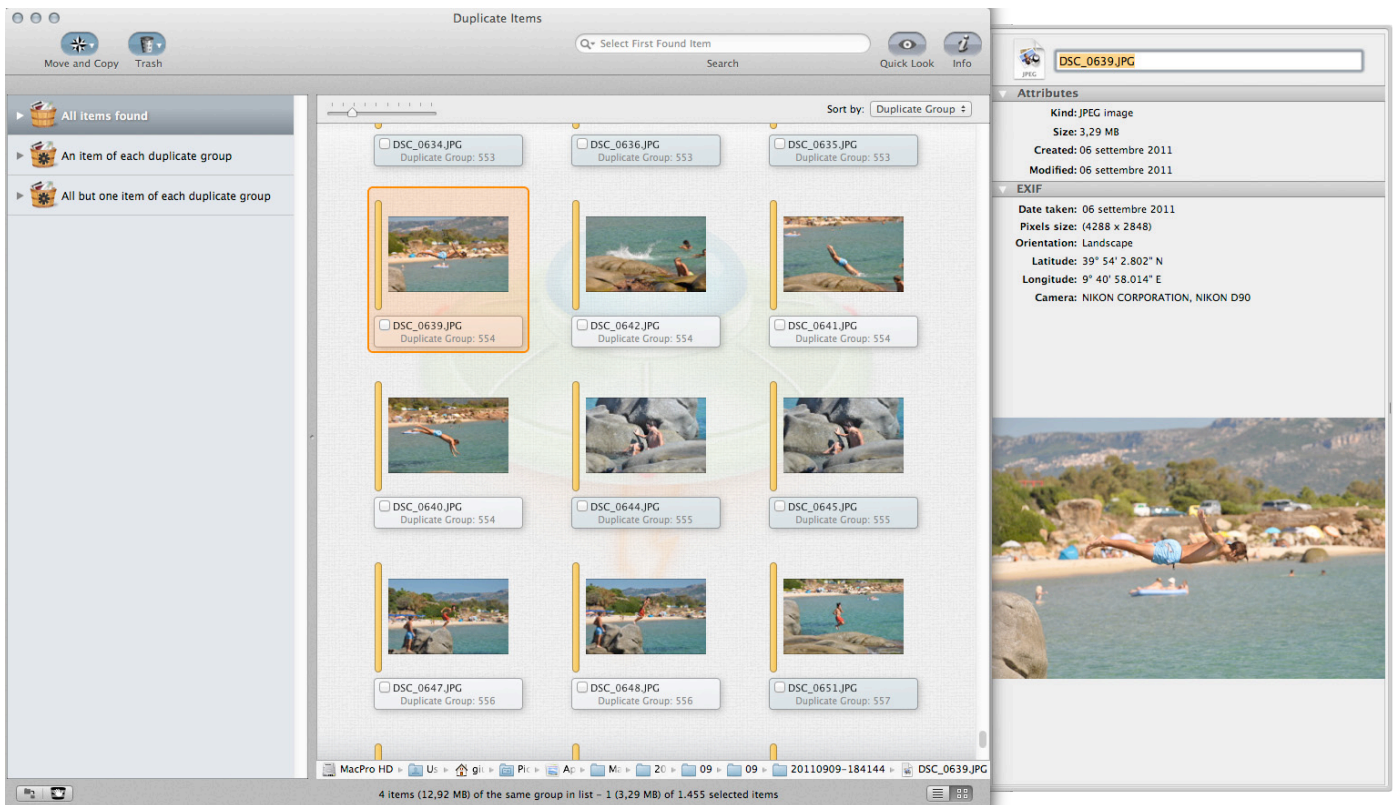 Duplicate Items
Move and Copy
Trash
Select First Found Item
Search
Quick Look
Info
All items found
An item of each duplicate group
All but one item of each duplicate group
Sort by: Duplicate Group
DSC_0634.JPG
Duplicate Group: 553
DSC_0636.JPG
Duplicate Group: 553
DSC_0635.JPG
Duplicate Group: 553
DSC_0639.JPG
Duplicate Group: 554
DSC_0642.JPG
Duplicate Group: 554
DSC_0641.JPG
Duplicate Group: 554
DSC_0640.JPG
Duplicate Group: 554
DSC_0644.JPG
Duplicate Group: 555
DSC_0645.JPG
Duplicate Group: 555
DSC_0647.JPG
Duplicate Group: 556
DSC_0648.JPG
Duplicate Group: 556
DSC_0651.JPG
Duplicate Group: 557
MacPro HD Us Pic Ap 20 09 09 20110909-184144 DSC_0639.JPG
4 items (12,92 MB) of the same group in list – 1 (3,29 MB) of 1.455 selected items
JPEG
DSC_0639.JPG
Attributes
Kind: JPEG image
Size: 3,29 MB
Created: 06 settembre 2011
Modified: 06 settembre 2011
EXIF
Date taken: 06 settembre 2011
Pixels size: (4288 x 2848)
Orientation: Landscape
Latitude: 39° 54' 2.802" N
Longitude: 9° 40' 58.014" E
Camera: NIKON CORPORATION, NIKON D90